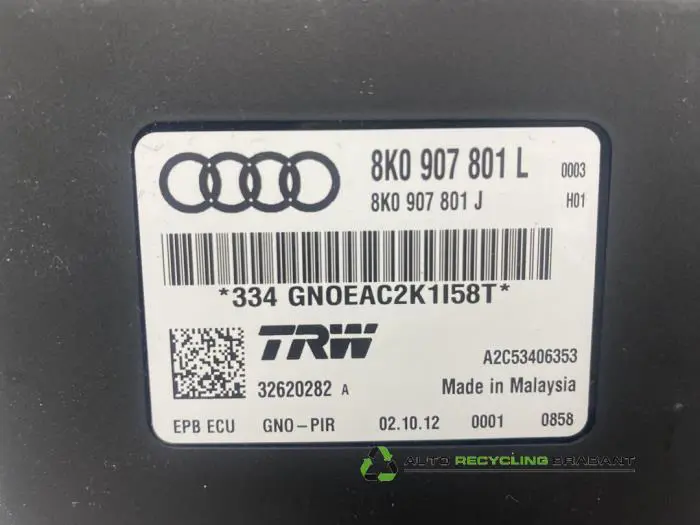 8K0 907 801 L 0003
8K0 907 801 J H01
*334 GNOEAC2K1I58T*
TRW A2C53406353
32620282 A Made in Malaysia
EPB ECU GNO-PIR 02.10.12 0001 0858
AUTO RECYCLING BRABANT